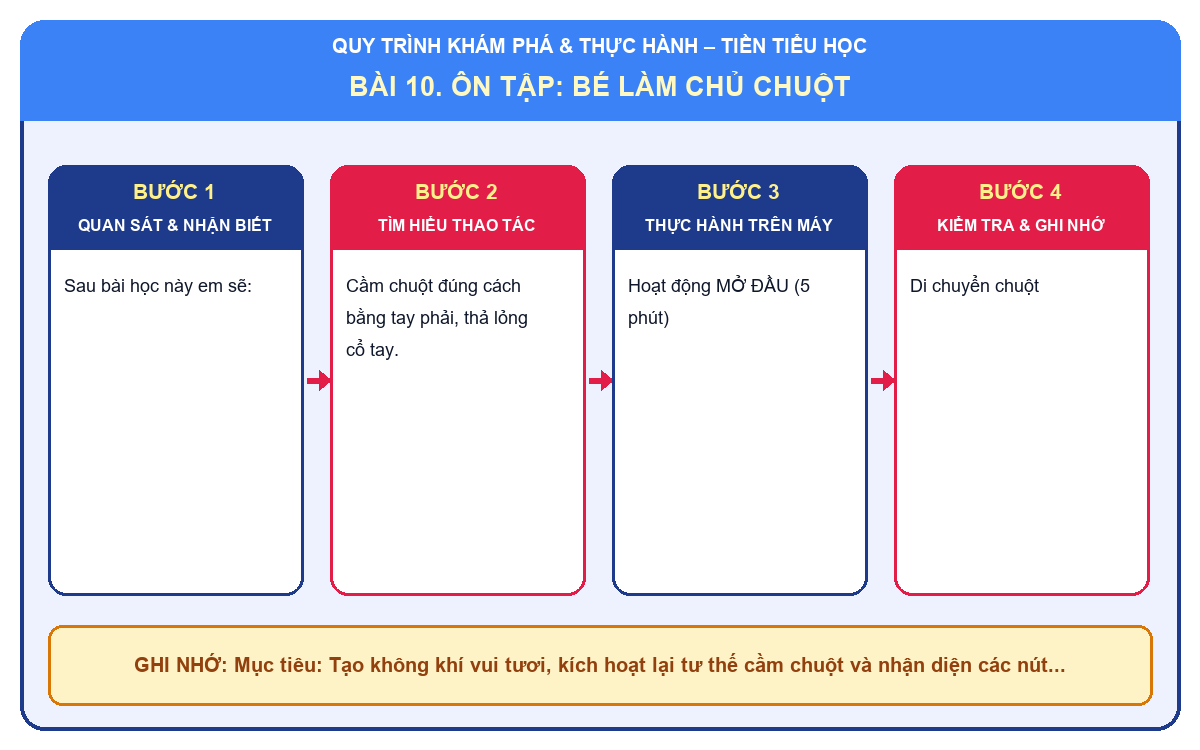 QUY TRÌNH KHÁM PHÁ & THỰC HÀNH – TIỀN TIỂU HỌC
BÀI 10. ÔN TẬP: BÉ LÀM CHỦ CHUỘT
BƯỚC 1
QUAN SÁT & NHẬN BIẾT
Sau bài học này em sẽ:
BƯỚC 2
TÌM HIỂU THAO TÁC
Cầm chuột đúng cách
bằng tay phải, thả lỏng
cổ tay.
BƯỚC 3
THỰC HÀNH TRÊN MÁY
Hoạt động MỞ ĐẦU (5
phút)
BƯỚC 4
KIỂM TRA & GHI NHỚ
Di chuyển chuột
GHI NHỚ: Mục tiêu: Tạo không khí vui tươi, kích hoạt lại tư thế cầm chuột và nhận diện các nút...